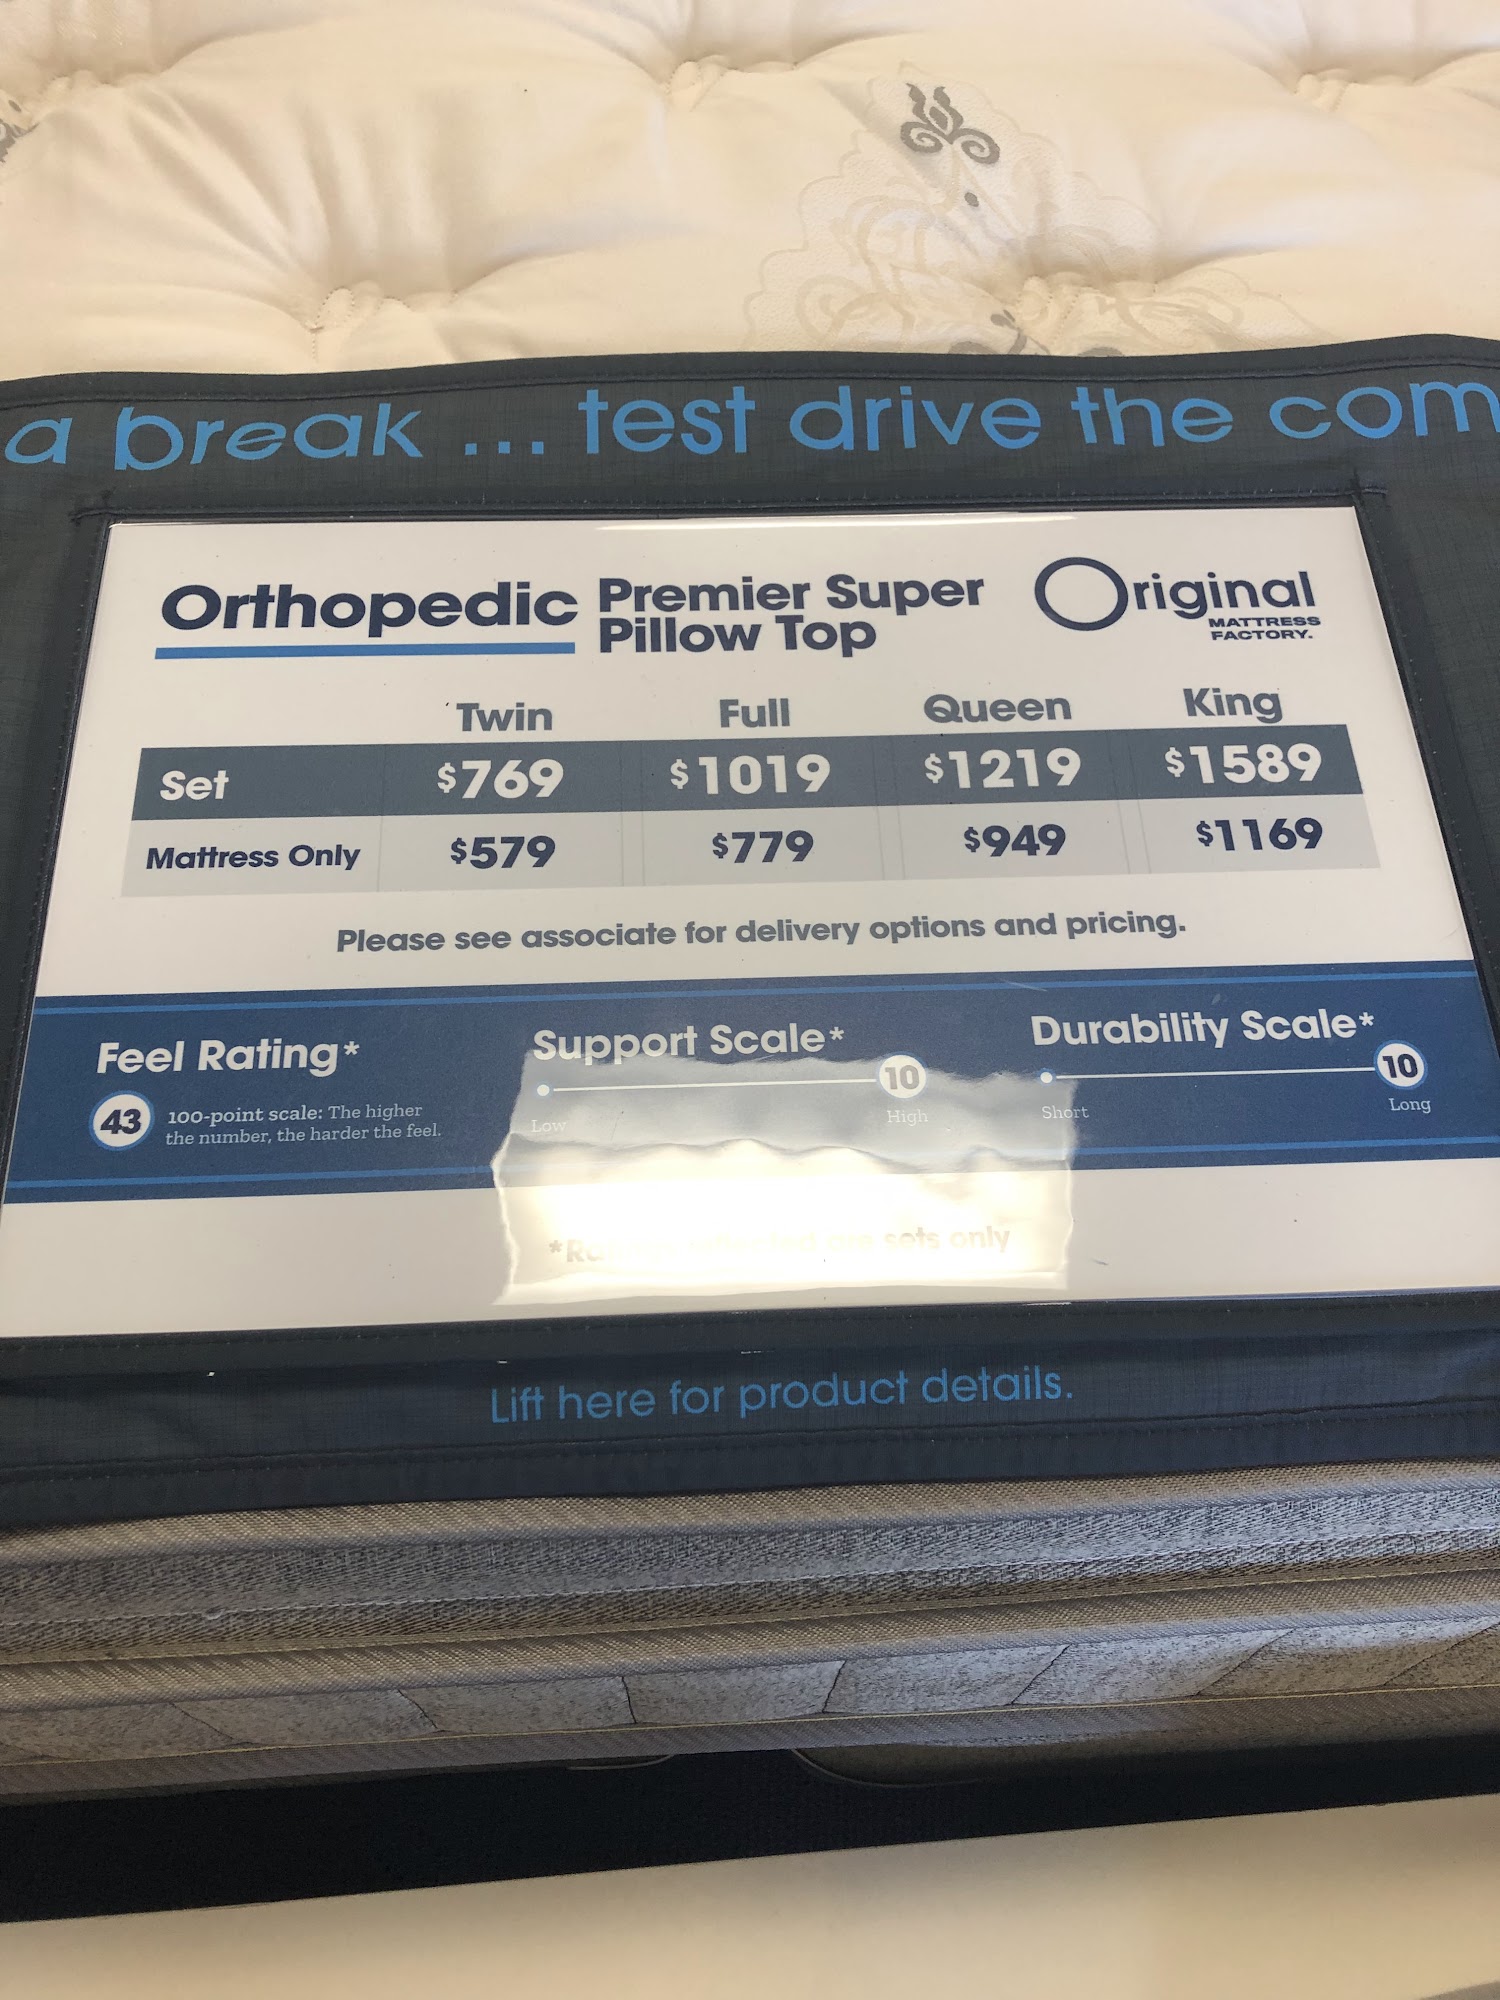 a break ... test drive the com
Orthopedic Premier Super
Pillow Top
Original
MATTRESS
FACTORY.
Twin Full Queen King
Set $769 $1019 $1219 $1589
Mattress Only $579 $779 $949 $1169
Please see associate for delivery options and pricing.
Feel Rating* Support Scale* Durability Scale*
43 100-point scale: The higher
the number, the harder the feel.
10
Low High
10
Short Long
are sets only
Lift here for product details.